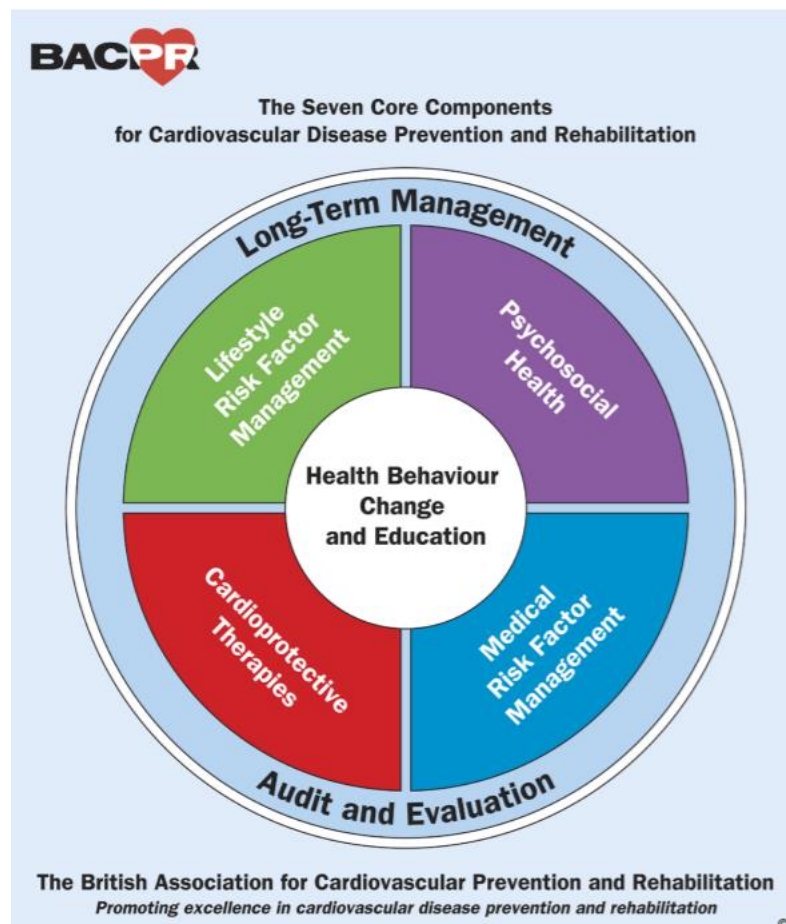 BACPR
The Seven Core Components
for Cardiovascular Disease Prevention and Rehabilitation
Long-Term Management
Lifestyle
Risk Factor
Management
Psychosocial
Health
Health Behaviour
Change
and Education
Cardioprotective
Therapies
Medical
Risk Factor
Management
Audit and Evaluation
The British Association for Cardiovascular Prevention and Rehabilitation
Promoting excellence in cardiovascular disease prevention and rehabilitation
©